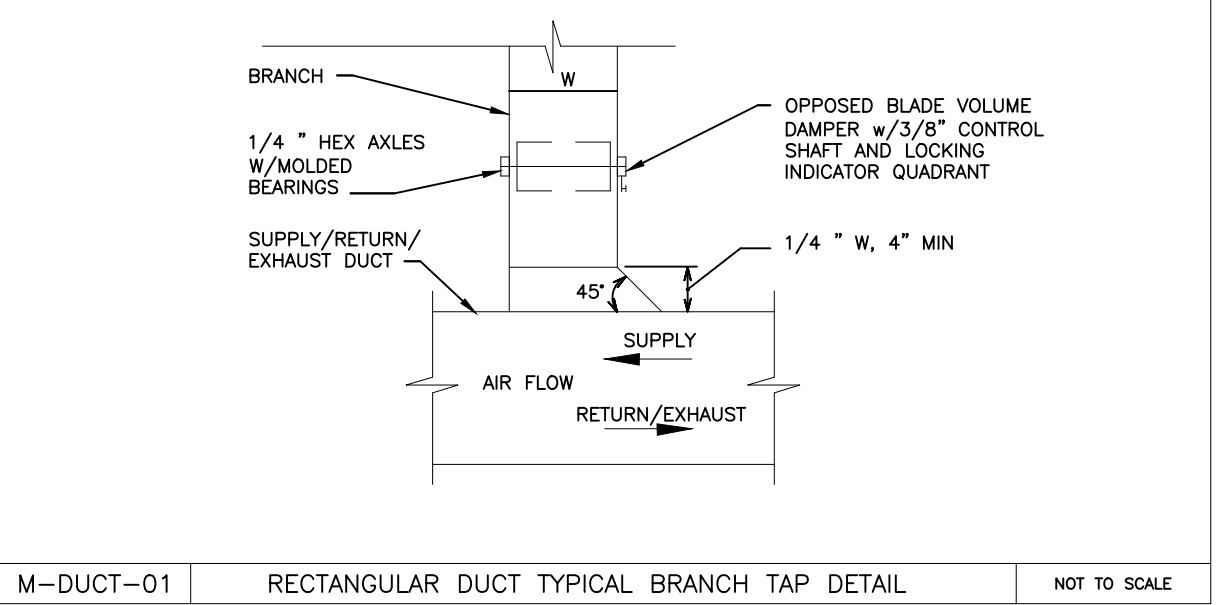 W
BRANCH
1/4 " HEX AXLES
W/MOLDED
BEARINGS
OPPOSED BLADE VOLUME
DAMPER w/3/8" CONTROL
SHAFT AND LOCKING
INDICATOR QUADRANT
SUPPLY/RETURN/
EXHAUST DUCT
1/4 " W, 4" MIN
45°
SUPPLY
AIR FLOW
RETURN/EXHAUST
M-DUCT-01
RECTANGULAR DUCT TYPICAL BRANCH TAP DETAIL
NOT TO SCALE